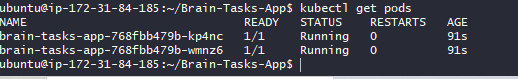 ubuntu@ip-172-31-84-185:~/Brain-Tasks-App$ kubectl get pods
NAME READY STATUS RESTARTS AGE
brain-tasks-app-768fbb479b-kp4nc 1/1 Running 0 91s
brain-tasks-app-768fbb479b-wmnz6 1/1 Running 0 91s
ubuntu@ip-172-31-84-185:~/Brain-Tasks-App$